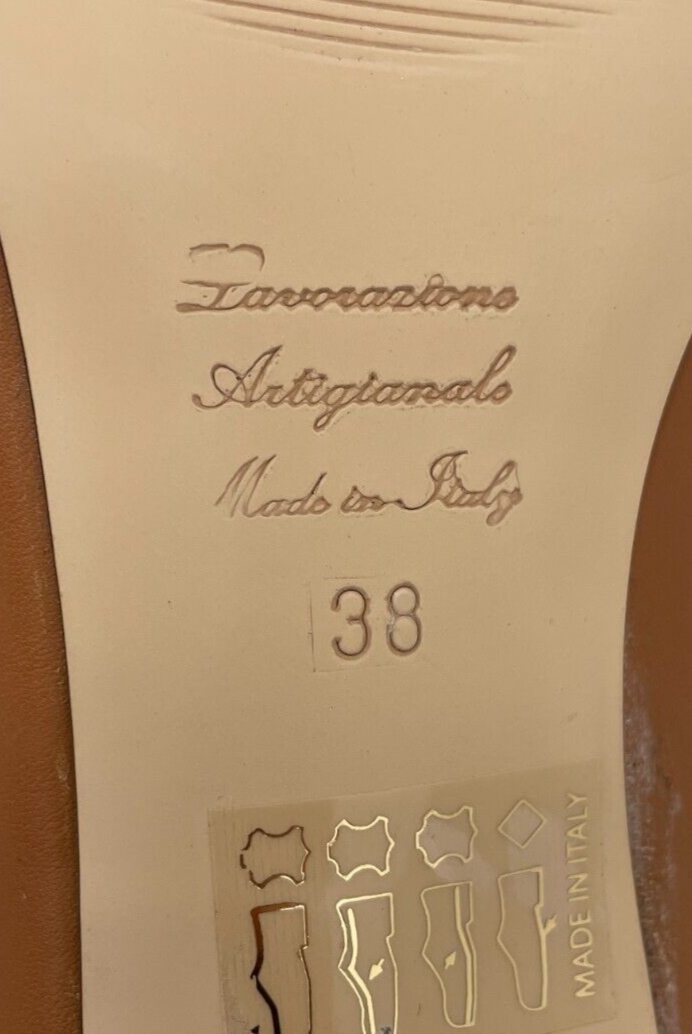 Lavorazione
Artigianale
Made in Italy
38
MADE IN ITALY